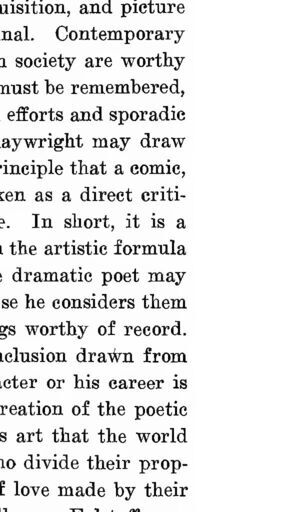 uisition, and picture
nal. Contemporary
n society are worthy
must be remembered,
efforts and sporadic
laywright may draw
rinciple that a comic,
ken as a direct criti-
e. In short, it is a
the artistic formula
e dramatic poet may
se he considers them
gs worthy of record.
nclusion drawn from
acter or his career is
reation of the poetic
s art that the world
ho divide their prop-
f love made by their